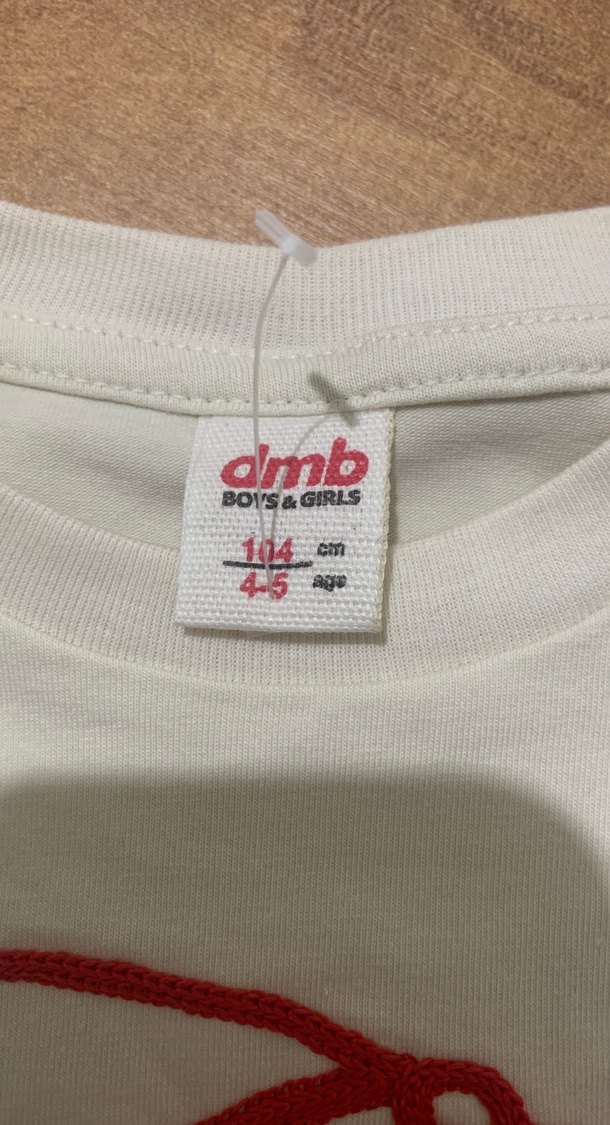 dmb
BOYS & GIRLS
104 cm
4-5 age